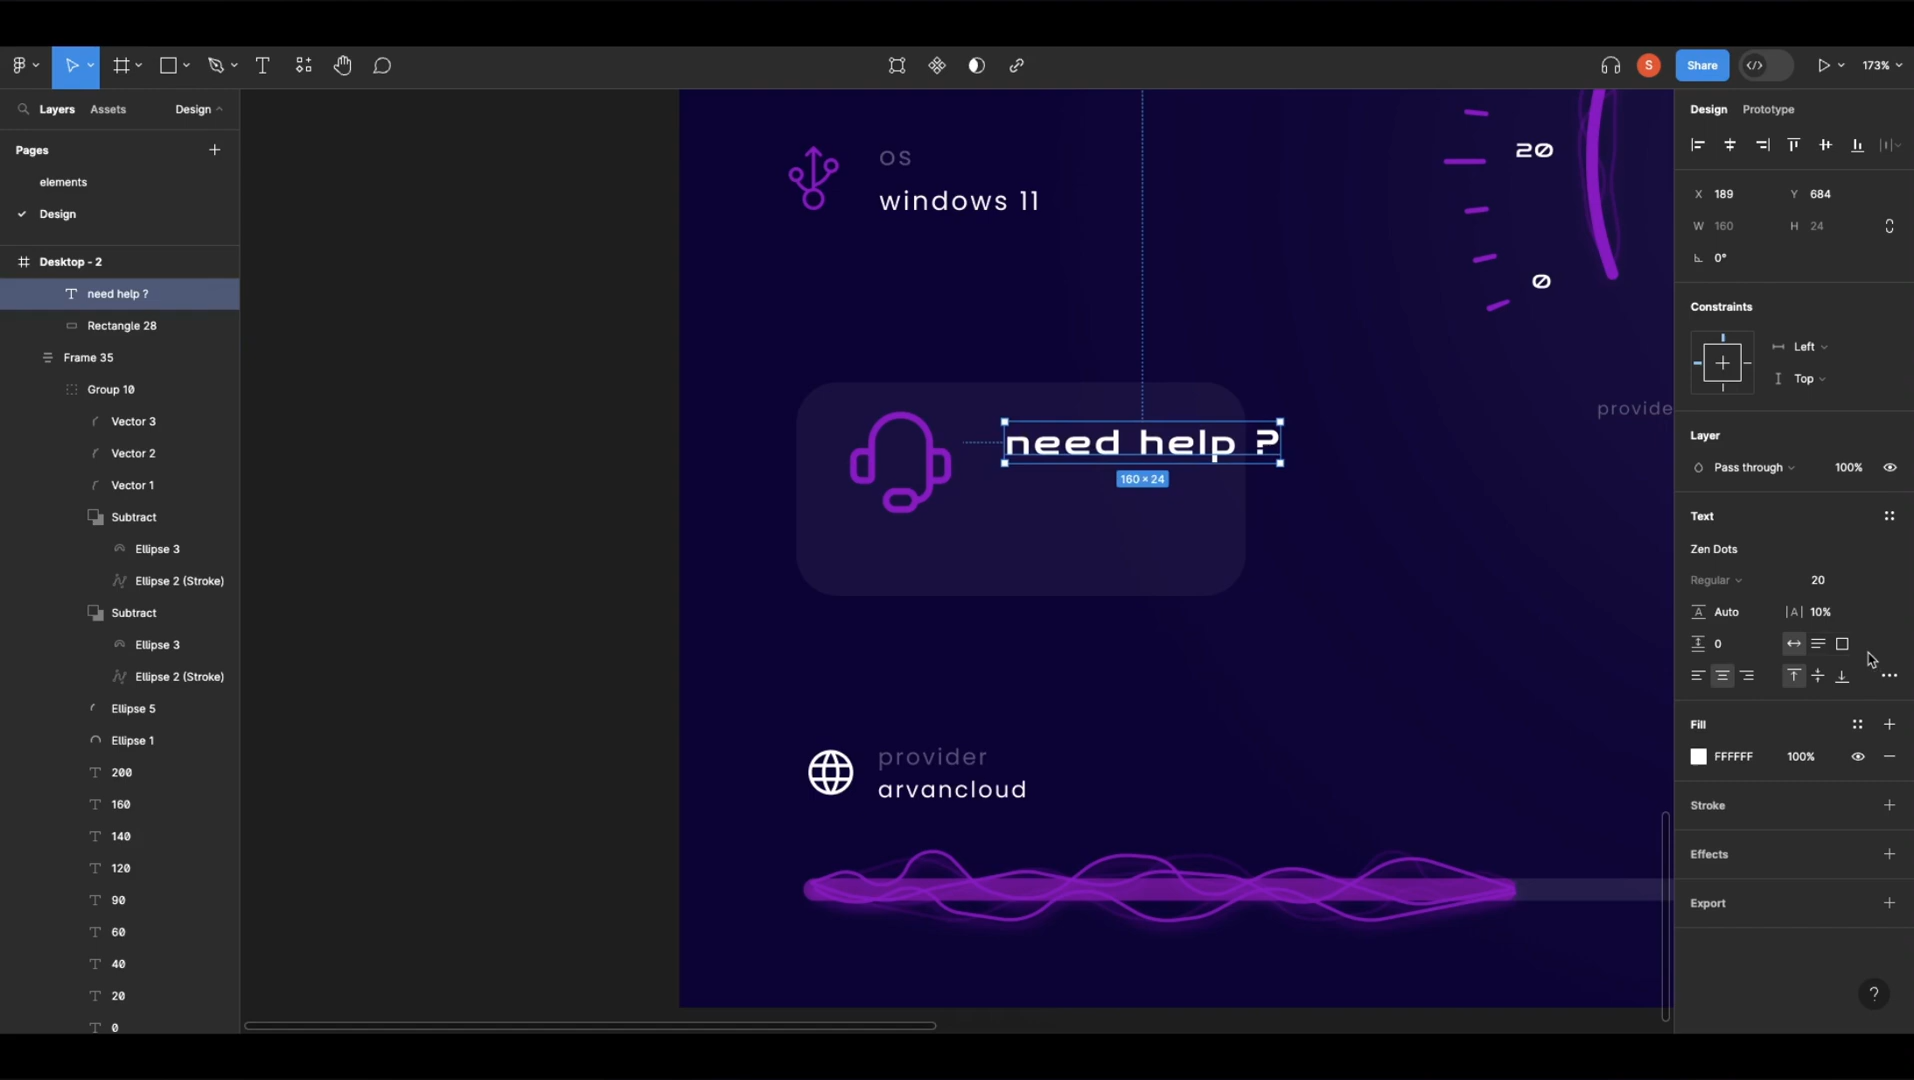 S
Share
173%
Layers
Assets
Design
Pages
elements
Design
Desktop - 2
need help ?
Rectangle 28
Frame 35
Group 10
Vector 3
Vector 2
Vector 1
Subtract
Ellipse 3
Ellipse 2 (Stroke)
Subtract
Ellipse 3
Ellipse 2 (Stroke)
Ellipse 5
Ellipse 1
200
160
140
120
90
60
40
20
0
os
windows 11
20
0
provide
need help ?
160 × 24
provider
arvancloud
Design
Prototype
X 189 Y 684
W 160 H 24
0°
Constraints
Left
Top
Layer
Pass through 100%
Text
Zen Dots
Regular 20
Auto 10%
0
Fill
FFFFFF 100%
Stroke
Effects
Export
?